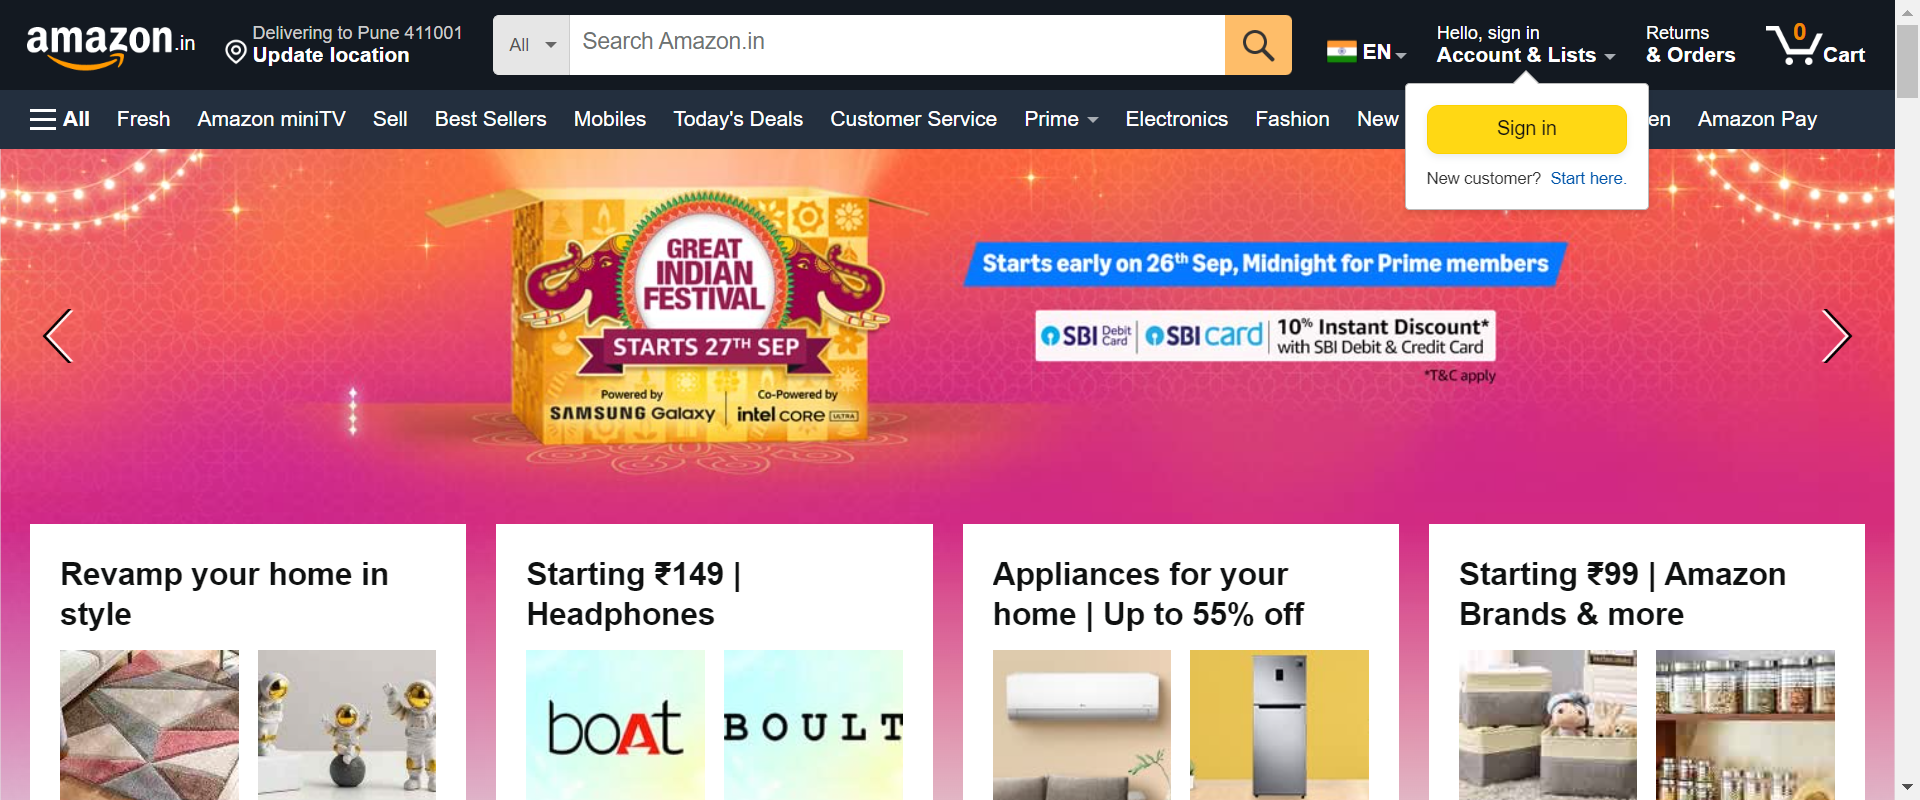 amazon.in
Delivering to Pune 411001
Update location
All
Search Amazon.in
EN
Hello, sign in
Account & Lists
Returns
& Orders
0
Cart
All
Fresh
Amazon miniTV
Sell
Best Sellers
Mobiles
Today's Deals
Customer Service
Prime
Electronics
Fashion
New
en
Amazon Pay
Sign in
New customer? Start here.
GREAT
INDIAN
FESTIVAL
STARTS 27TH SEP
Powered by
SAMSUNG Galaxy
Co-Powered by
intel CORE ULTRA
Starts early on 26th Sep, Midnight for Prime members
SBI Debit Card
SBI card
10% Instant Discount*
with SBI Debit & Credit Card
*T&C apply
Revamp your home in
style
Starting ₹149 |
Headphones
boAt
BOULT
Appliances for your
home | Up to 55% off
Starting ₹99 | Amazon
Brands & more